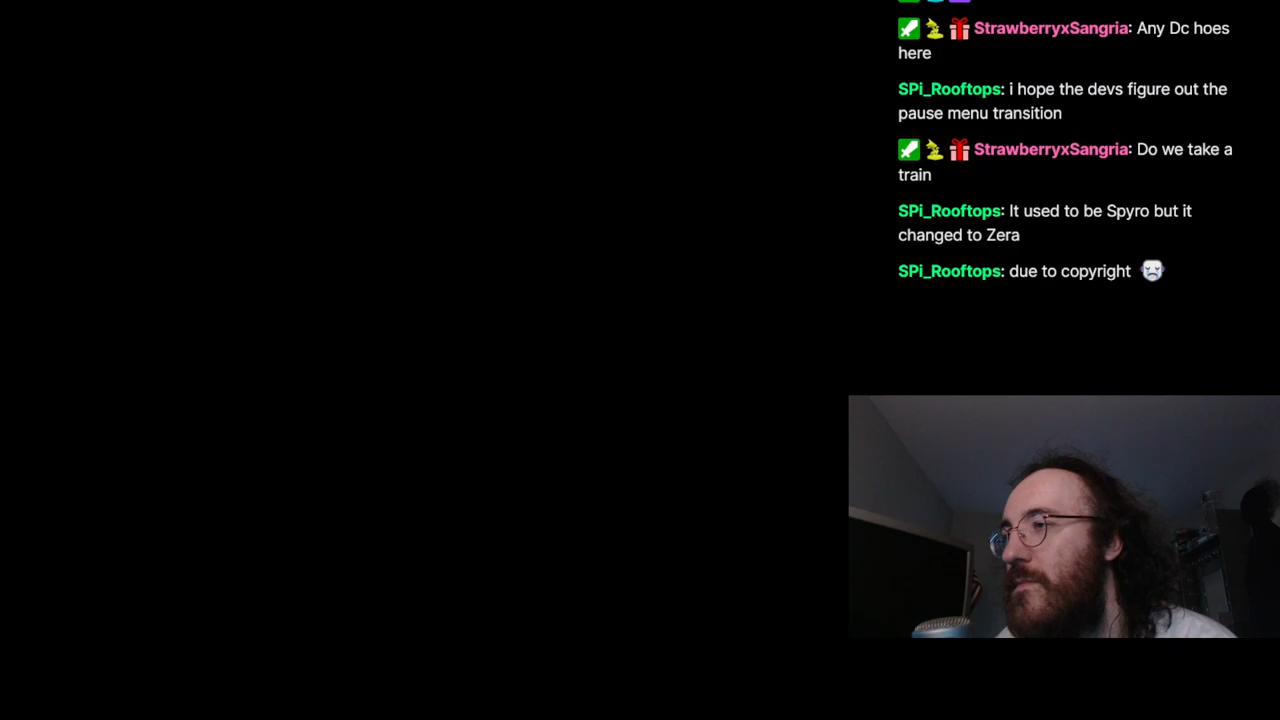 StrawberryxSangria: Any Dc hoes
here
SPi_Rooftops: i hope the devs figure out the
pause menu transition
StrawberryxSangria: Do we take a
train
SPi_Rooftops: It used to be Spyro but it
changed to Zera
SPi_Rooftops: due to copyright